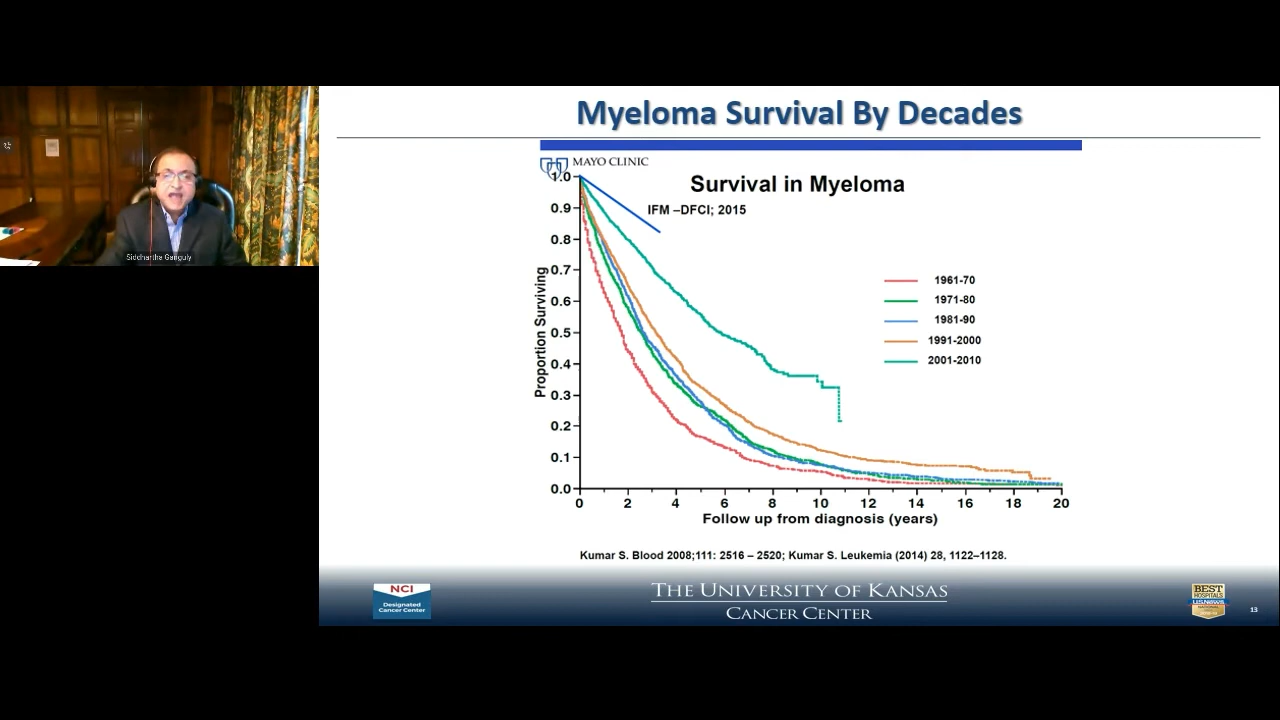 Siddhartha Ganguly
Myeloma Survival By Decades
MAYO CLINIC
Survival in Myeloma
IFM –DFCI; 2015
Proportion Surviving
1.0
0.9
0.8
0.7
0.6
0.5
0.4
0.3
0.2
0.1
0.0
0 2 4 6 8 10 12 14 16 18 20
Follow up from diagnosis (years)
1961-70
1971-80
1981-90
1991-2000
2001-2010
Kumar S. Blood 2008;111: 2516 – 2520; Kumar S. Leukemia (2014) 28, 1122–1128.
NCI
Designated
Cancer Center
THE UNIVERSITY OF KANSAS
CANCER CENTER
BEST
HOSPITALS
U.S.News
NATIONAL
13